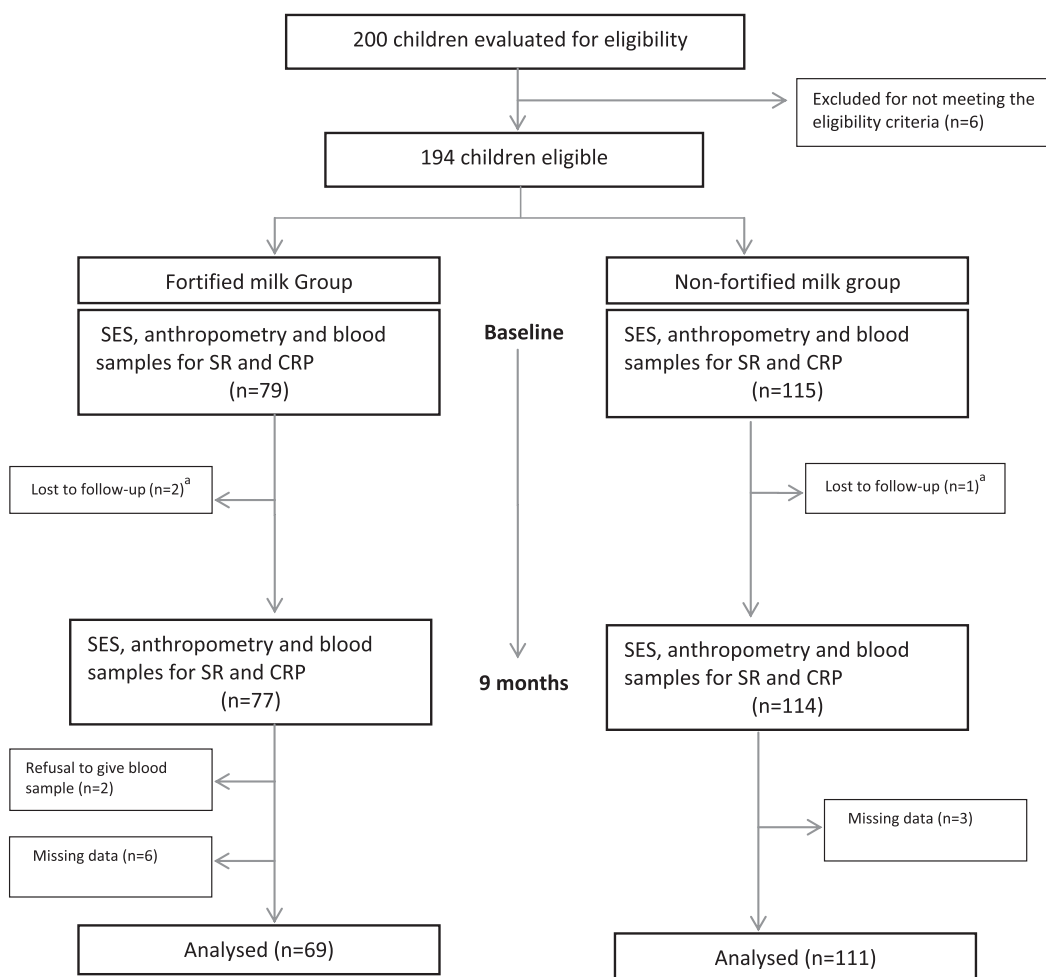 200 children evaluated for eligibility
Excluded for not meeting the
eligibility criteria (n=6)
194 children eligible
Fortified milk Group
Non-fortified milk group
SES, anthropometry and blood
samples for SR and CRP
(n=79)
Baseline
SES, anthropometry and blood
samples for SR and CRP
(n=115)
Lost to follow-up (n=2)a
Lost to follow-up (n=1)a
SES, anthropometry and blood
samples for SR and CRP
(n=77)
9 months
SES, anthropometry and blood
samples for SR and CRP
(n=114)
Refusal to give blood
sample (n=2)
Missing data (n=6)
Missing data (n=3)
Analysed (n=69)
Analysed (n=111)